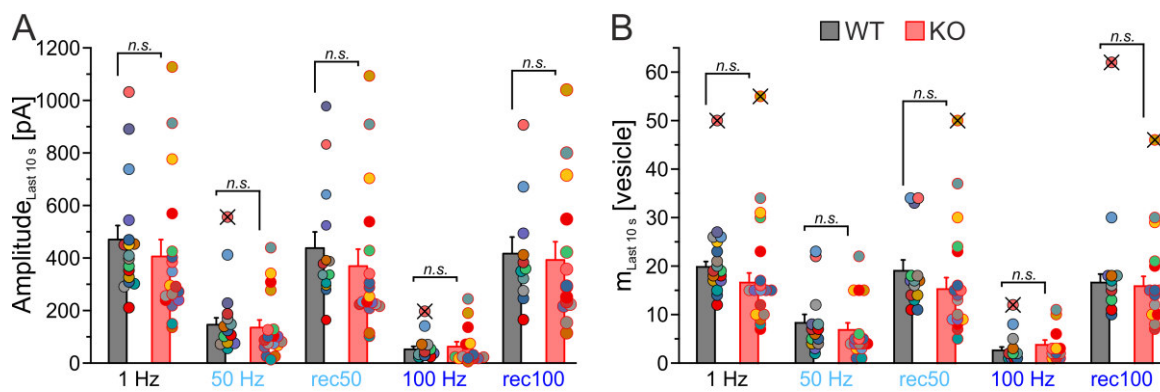 A
B
WT
KO
Amplitude Last 10 s [pA]
1200
1000
800
600
400
200
0
n.s.
n.s.
n.s.
n.s.
n.s.
1 Hz
50 Hz
rec50
100 Hz
rec100
m Last 10 s [vesicle]
60
50
40
30
20
10
0
n.s.
n.s.
n.s.
n.s.
n.s.
1 Hz
50 Hz
rec50
100 Hz
rec100